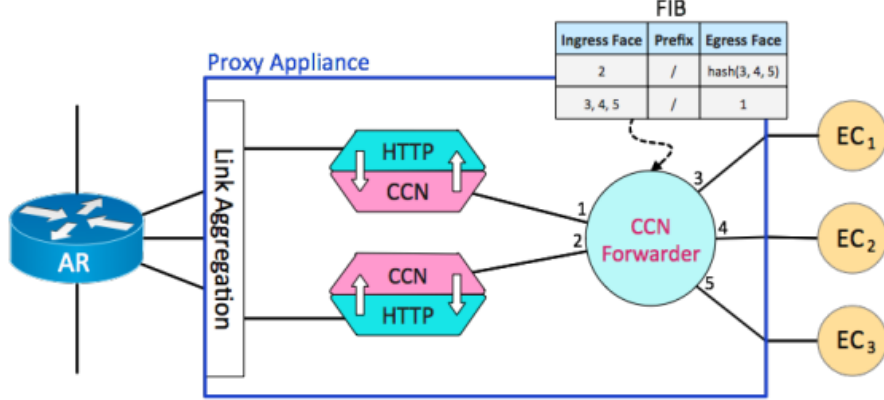 FIB
Ingress Face Prefix Egress Face
2 / hash(3, 4, 5)
3, 4, 5 / 1
Proxy Appliance
Link Aggregation
AR
HTTP
CCN
CCN
HTTP
1
2
CCN
Forwarder
3
4
5
EC1
EC2
EC3